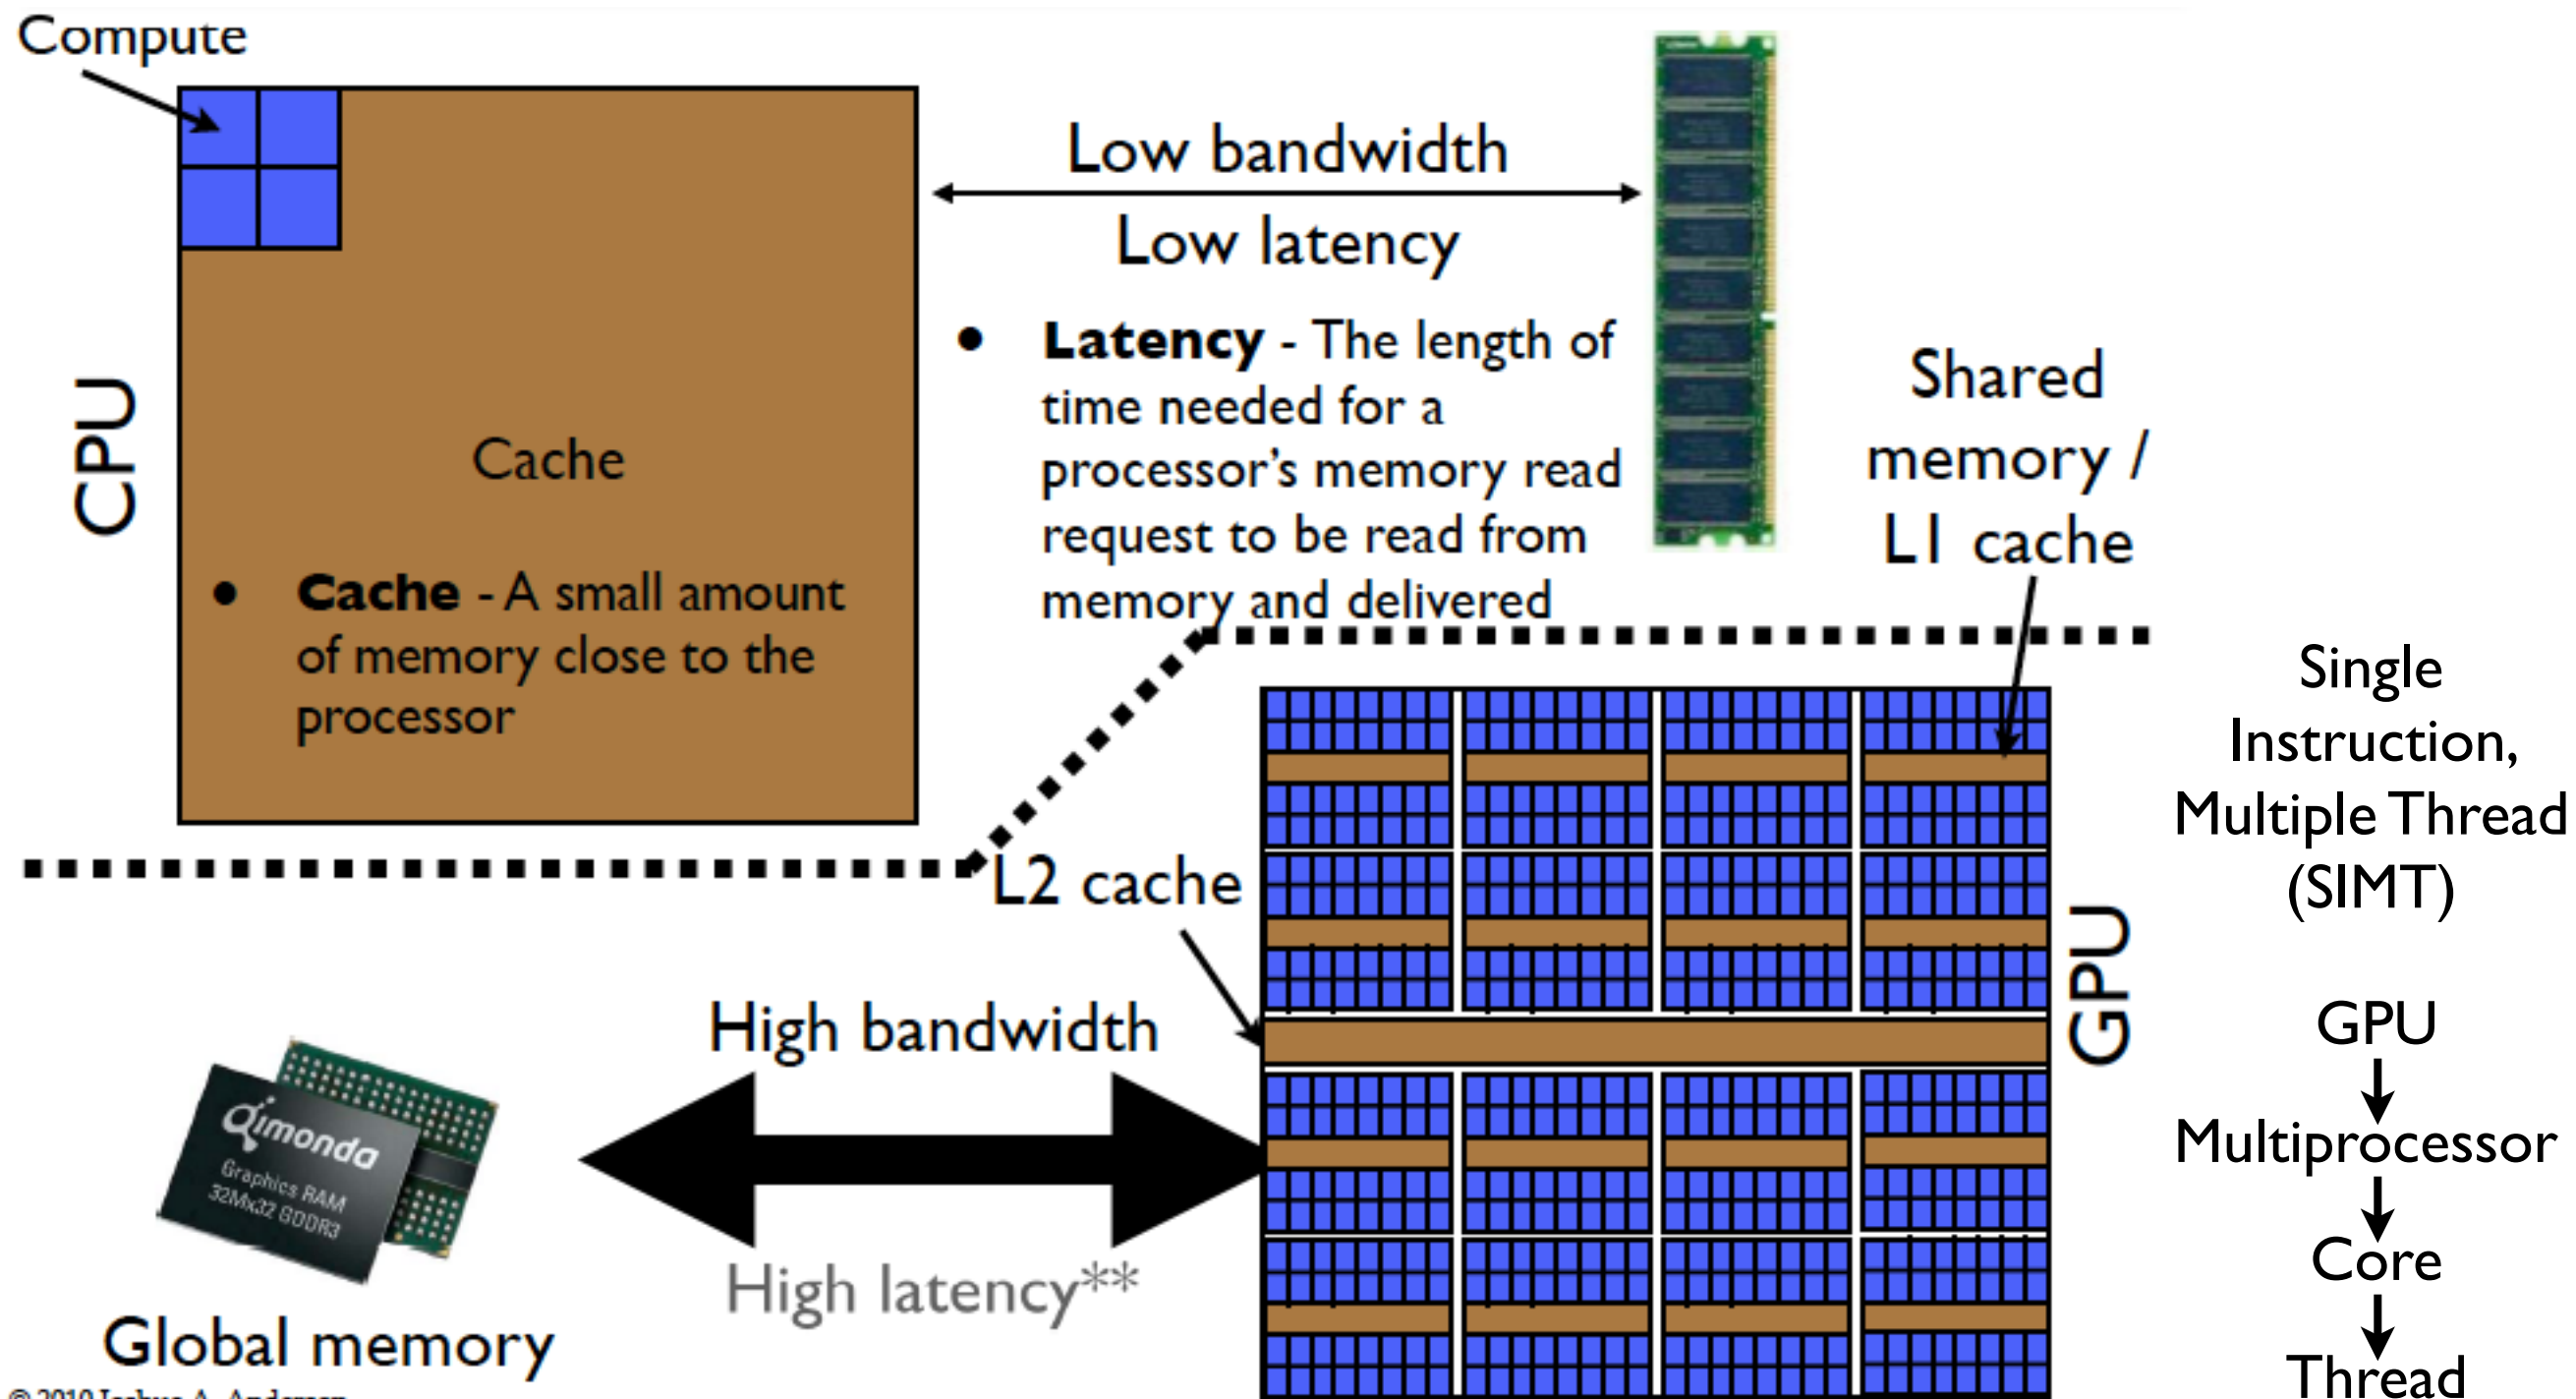 Compute
CPU
Cache
• Cache - A small amount
of memory close to the
processor
Low bandwidth
Low latency
• Latency - The length of
time needed for a
processor's memory read
request to be read from
memory and delivered
Shared
memory /
L1 cache
L2 cache
GPU
High bandwidth
High latency**
Qimonda
Graphics RAM
32Mx32 GDDR3
Global memory
© 2010 Joshua A. Anderson
Single
Instruction,
Multiple Thread
(SIMT)
GPU
Multiprocessor
Core
Thread